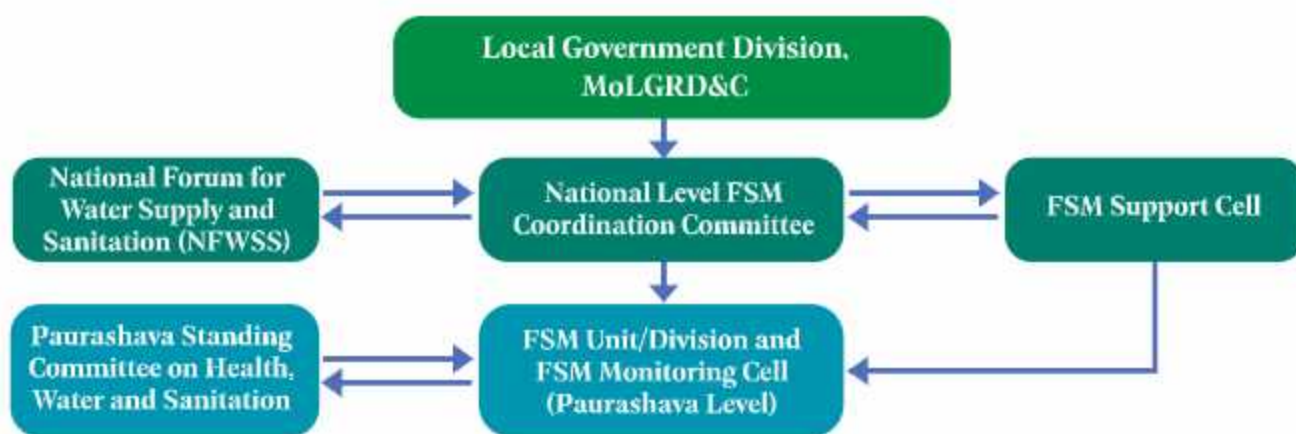 Local Government Division,
MoLGRD&C
National Forum for
Water Supply and
Sanitation (NFWSS)
National Level FSM
Coordination Committee
FSM Support Cell
Paurashava Standing
Committee on Health,
Water and Sanitation
FSM Unit/Division and
FSM Monitoring Cell
(Paurashava Level)